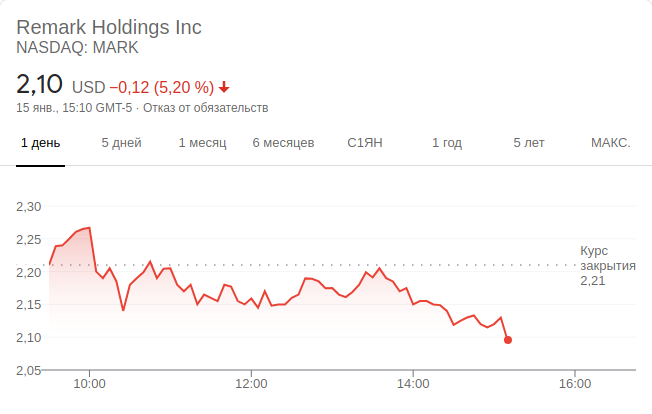 Remark Holdings Inc
NASDAQ: MARK
2,10 USD −0,12 (5,20 %)
15 янв., 15:10 GMT-5 · Отказ от обязательств
1 день 5 дней 1 месяц 6 месяцев С1ЯН 1 год 5 лет МАКС.
2,30
2,25
2,20
2,15
2,10
2,05
Курс
закрытия
2,21
10:00 12:00 14:00 16:00